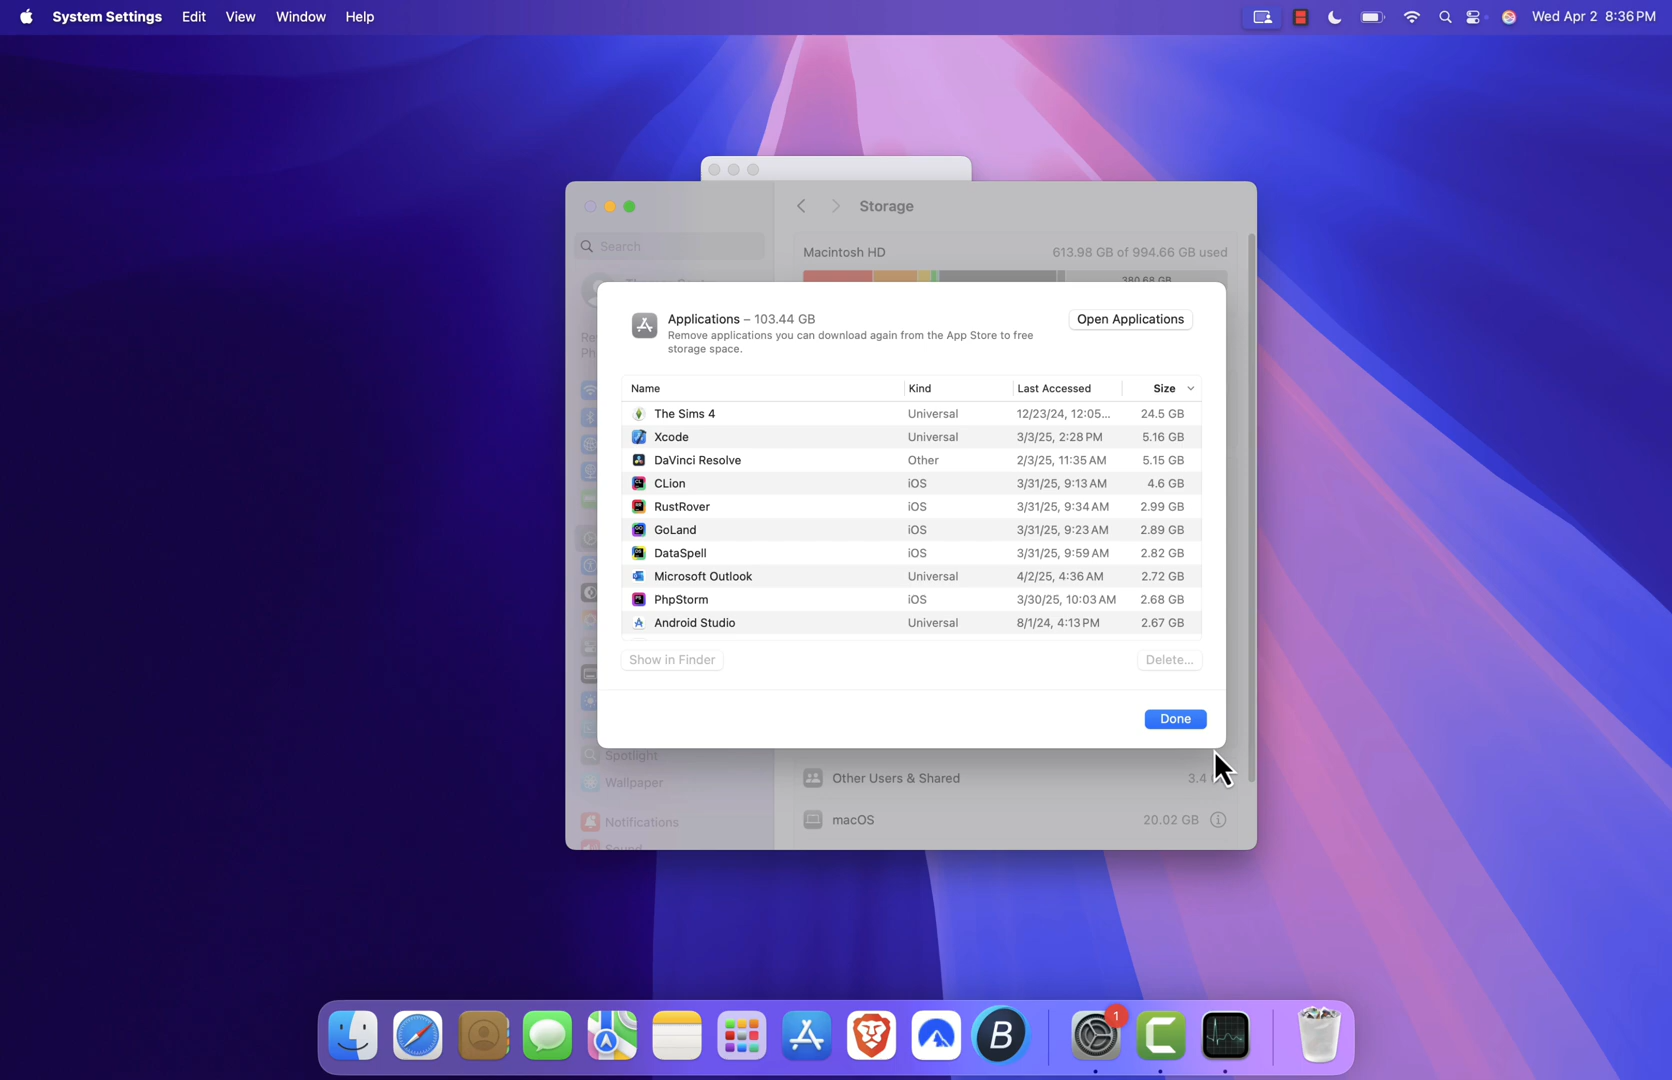 System Settings Edit View Window Help
Wed Apr 2 8:36 PM
Storage
Search
Macintosh HD 613.98 GB of 994.66 GB used
380.68 GB
Applications – 103.44 GB
Remove applications you can download again from the App Store to free
storage space.
Open Applications
Name Kind Last Accessed Size
The Sims 4 Universal 12/23/24, 12:05... 24.5 GB
Xcode Universal 3/3/25, 2:28 PM 5.16 GB
DaVinci Resolve Other 2/3/25, 11:35 AM 5.15 GB
CLion iOS 3/31/25, 9:13 AM 4.6 GB
RustRover iOS 3/31/25, 9:34 AM 2.99 GB
GoLand iOS 3/31/25, 9:23 AM 2.89 GB
DataSpell iOS 3/31/25, 9:59 AM 2.82 GB
Microsoft Outlook Universal 4/2/25, 4:36 AM 2.72 GB
PhpStorm iOS 3/30/25, 10:03 AM 2.68 GB
Android Studio Universal 8/1/24, 4:13 PM 2.67 GB
Show in Finder Delete...
Done
Spotlight
Wallpaper
Notifications
Sound
Other Users & Shared 3.4
macOS 20.02 GB
B
1